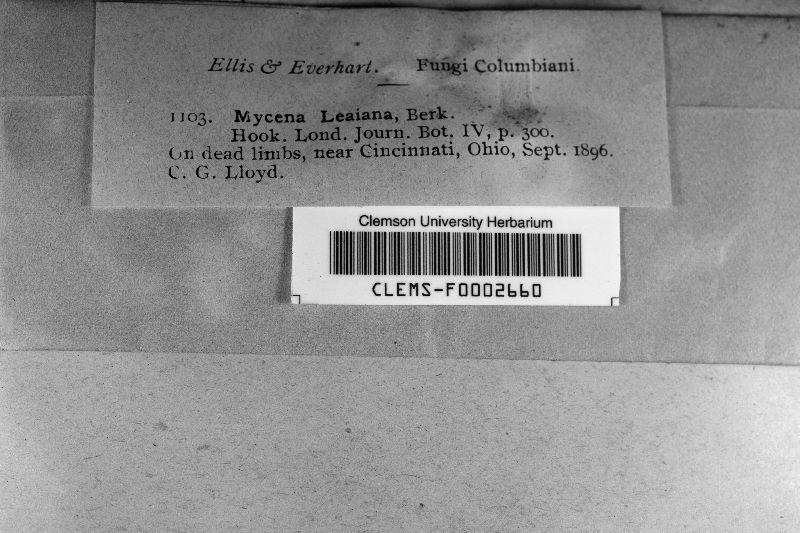 Ellis & Everhart. Fungi Columbiani.
1103. Mycena Leaiana, Berk.
Hook. Lond. Journ. Bot. IV, p. 300.
On dead limbs, near Cincinnati, Ohio, Sept. 1896.
C. G. Lloyd.
Clemson University Herbarium
CLEMS-F0002660